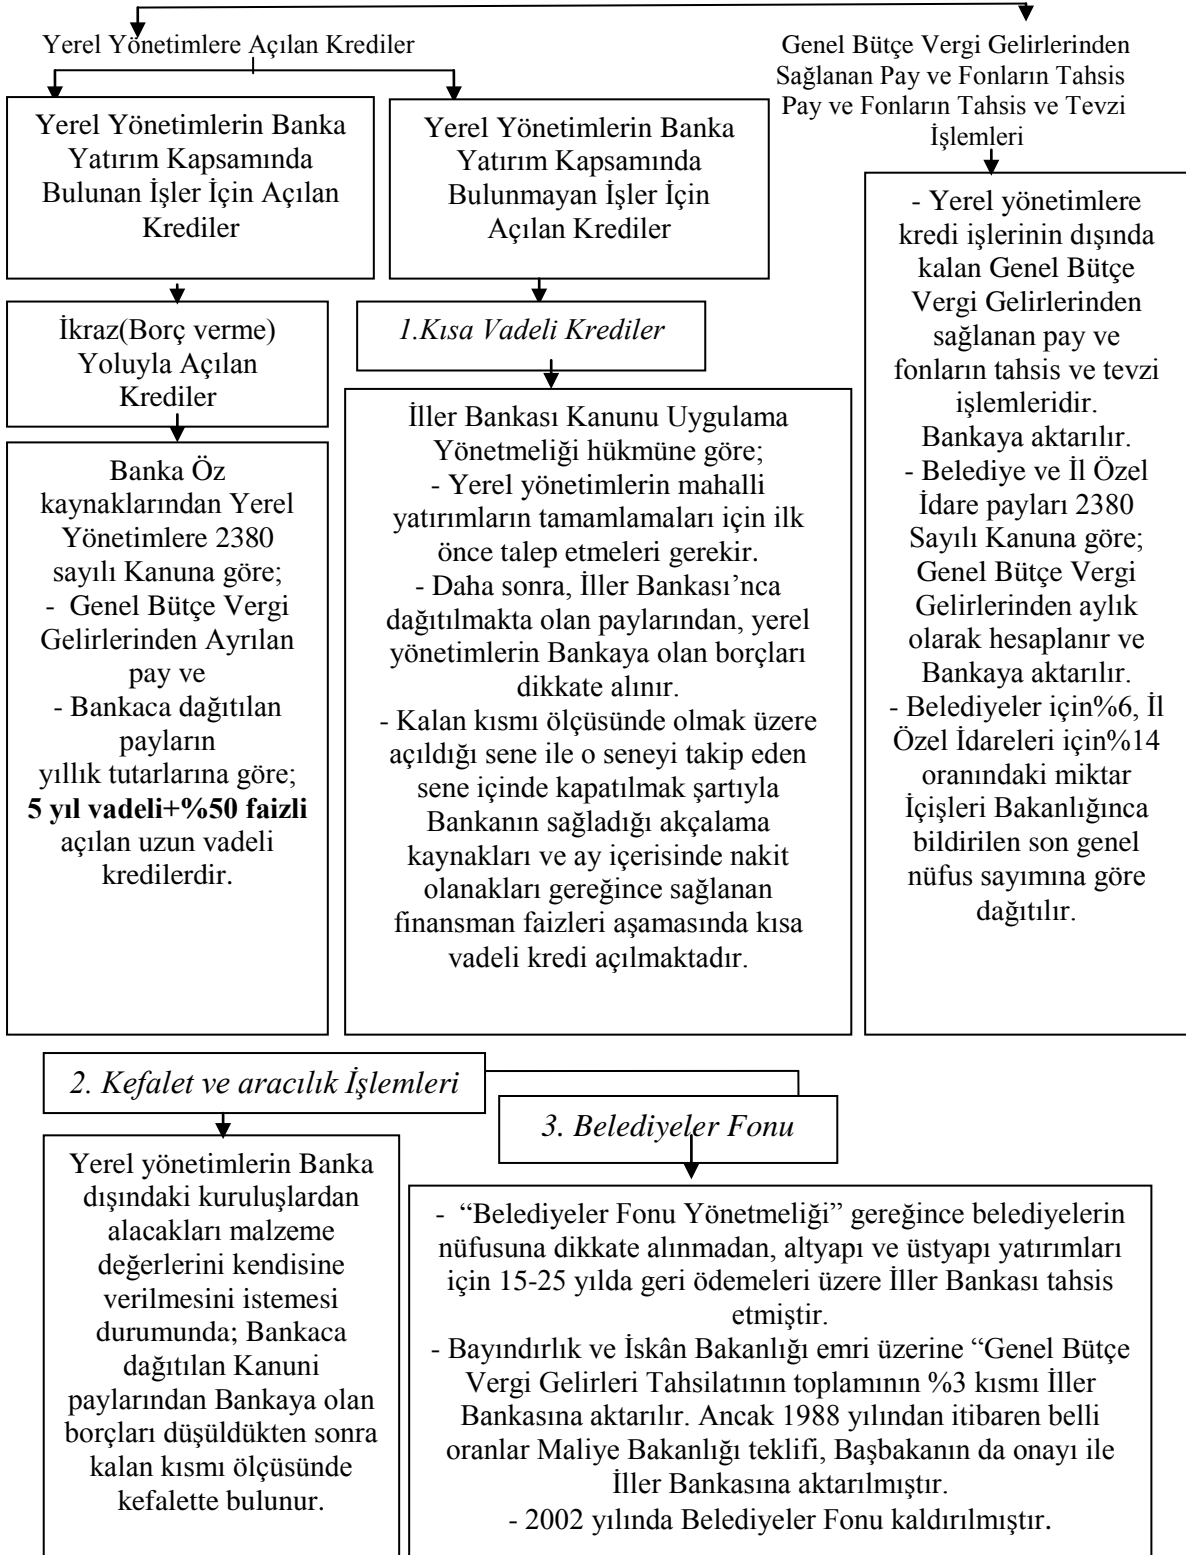 Yerel Yönetimlere Açılan Krediler
Genel Bütçe Vergi Gelirlerinden
Sağlanan Pay ve Fonların Tahsis
Pay ve Fonların Tahsis ve Tevzi
İşlemleri
Yerel Yönetimlerin Banka
Yatırım Kapsamında
Bulunan İşler İçin Açılan
Krediler
Yerel Yönetimlerin Banka
Yatırım Kapsamında
Bulunmayan İşler İçin
Açılan Krediler
- Yerel yönetimlere
kredi işlerinin dışında
kalan Genel Bütçe
Vergi Gelirlerinden
sağlanan pay ve
fonların tahsis ve tevzi
işlemleridir.
Bankaya aktarılır.
- Belediye ve İl Özel
İdare payları 2380
Sayılı Kanuna göre;
Genel Bütçe Vergi
Gelirlerinden aylık
olarak hesaplanır ve
Bankaya aktarılır.
- Belediyeler için%6, İl
Özel İdareleri için%14
oranındaki miktar
İçişleri Bakanlığınca
bildirilen son genel
nüfus sayımına göre
dağıtılır.
İkraz(Borç verme)
Yoluyla Açılan
Krediler
1.Kısa Vadeli Krediler
Banka Öz
kaynaklarından Yerel
Yönetimlere 2380
sayılı Kanuna göre;
- Genel Bütçe Vergi
Gelirlerinden Ayrılan
pay ve
- Bankaca dağıtılan
payların
yıllık tutarlarına göre;
5 yıl vadeli+%50 faizli
açılan uzun vadeli
kredilerdir.
İller Bankası Kanunu Uygulama
Yönetmeliği hükmüne göre;
- Yerel yönetimlerin mahalli
yatırımların tamamlamaları için ilk
önce talep etmeleri gerekir.
- Daha sonra, İller Bankası’nca
dağıtılmakta olan paylarından, yerel
yönetimlerin Bankaya olan borçları
dikkate alınır.
- Kalan kısmı ölçüsünde olmak üzere
açıldığı sene ile o seneyi takip eden
sene içinde kapatılmak şartıyla
Bankanın sağladığı akçalama
kaynakları ve ay içerisinde nakit
olanakları gereğince sağlanan
finansman faizleri aşamasında kısa
vadeli kredi açılmaktadır.
2. Kefalet ve aracılık İşlemleri
3. Belediyeler Fonu
Yerel yönetimlerin Banka
dışındaki kuruluşlardan
alacakları malzeme
değerlerini kendisine
verilmesini istemesi
durumunda; Bankaca
dağıtılan Kanuni
paylarından Bankaya olan
borçları düşüldükten sonra
kalan kısmı ölçüsünde
kefalette bulunur.
- “Belediyeler Fonu Yönetmeliği” gereğince belediyelerin
nüfusuna dikkate alınmadan, altyapı ve üstyapı yatırımları
için 15-25 yılda geri ödemeleri üzere İller Bankası tahsis
etmiştir.
- Bayındırlık ve İskân Bakanlığı emri üzerine “Genel Bütçe
Vergi Gelirleri Tahsilatının toplamının %3 kısmı İller
Bankasına aktarılır. Ancak 1988 yılından itibaren belli
oranlar Maliye Bakanlığı teklifi, Başbakanın da onayı ile
İller Bankasına aktarılmıştır.
- 2002 yılında Belediyeler Fonu kaldırılmıştır.